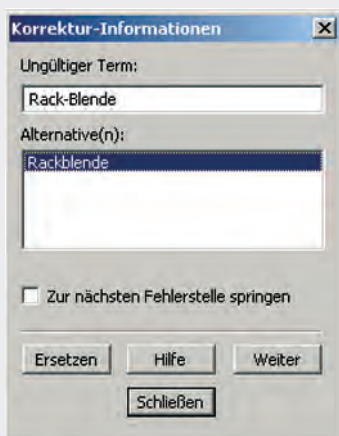 Korrektur-Informationen
Ungültiger Term:
Rack-Blende
Alternative(n):
Rackblende
Zur nächsten Fehlerstelle springen
Ersetzen Hilfe Weiter
Schließen